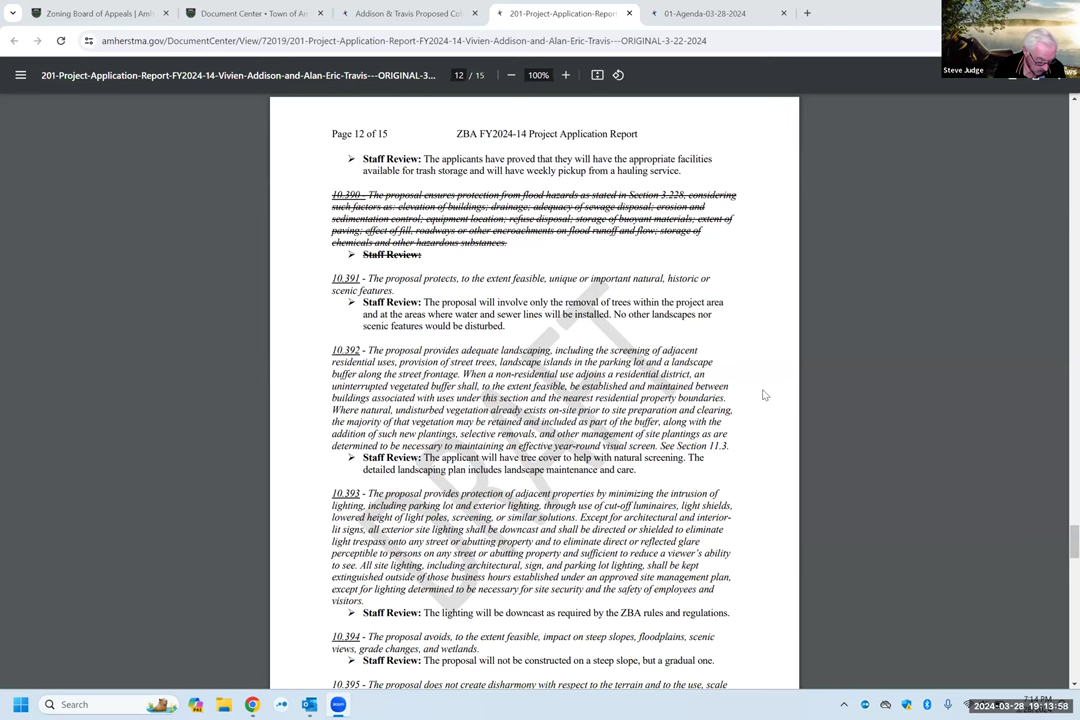 Zoning Board of Appeals | Amh
Document Center • Town of Am
Addison & Travis Proposed Co
201-Project-Application-Repor
01-Agenda-03-28-2024
amherstma.gov/DocumentCenter/View/72019/201-Project-Application-Report-FY2024-14-Vivien-Addison-and-Alan-Eric-Travis---ORIGINAL-3-22-2024
Steve Judge
201-Project-Application-Report-FY2024-14-Vivien-Addison-and-Alan-Eric-Travis---ORIGINAL-3...
12 / 15
100%
Page 12 of 15 ZBA FY2024-14 Project Application Report
➢ Staff Review: The applicants have proved that they will have the appropriate facilities
available for trash storage and will have weekly pickup from a hauling service.
10.390 - The proposal ensures protection from flood hazards as stated in Section 3.228, considering
such factors as: elevation of buildings; drainage; adequacy of sewage disposal; erosion and
sedimentation control; equipment location; refuse disposal; storage of buoyant materials; extent of
paving; effect of fill, roadways or other encroachments on flood runoff and flow; storage of
chemicals and other hazardous substances.
➢ Staff Review:
10.391 - The proposal protects, to the extent feasible, unique or important natural, historic or
scenic features.
➢ Staff Review: The proposal will involve only the removal of trees within the project area
and at the areas where water and sewer lines will be installed. No other landscapes nor
scenic features would be disturbed.
10.392 - The proposal provides adequate landscaping, including the screening of adjacent
residential uses, provision of street trees, landscape islands in the parking lot and a landscape
buffer along the street frontage. When a non-residential use adjoins a residential district, an
uninterrupted vegetated buffer shall, to the extent feasible, be established and maintained between
buildings associated with uses under this section and the nearest residential property boundaries.
Where natural, undisturbed vegetation already exists on-site prior to site preparation and clearing,
the majority of that vegetation may be retained and included as part of the buffer, along with the
addition of such new plantings, selective removals, and other management of site plantings as are
determined to be necessary to maintaining an effective year-round visual screen. See Section 11.3.
➢ Staff Review: The applicant will have tree cover to help with natural screening. The
detailed landscaping plan includes landscape maintenance and care.
10.393 - The proposal provides protection of adjacent properties by minimizing the intrusion of
lighting, including parking lot and exterior lighting, through use of cut-off luminaires, light shields,
lowered height of light poles, screening, or similar solutions. Except for architectural and interior-
lit signs, all exterior site lighting shall be downcast and shall be directed or shielded to eliminate
light trespass onto any street or abutting property and to eliminate direct or reflected glare
perceptible to persons on any street or abutting property and sufficient to reduce a viewer's ability
to see. All site lighting, including architectural, sign, and parking lot lighting, shall be kept
extinguished outside of those business hours established under an approved site management plan,
except for lighting determined to be necessary for site security and the safety of employees and
visitors.
➢ Staff Review: The lighting will be downcast as required by the ZBA rules and regulations.
10.394 - The proposal avoids, to the extent feasible, impact on steep slopes, floodplains, scenic
views, grade changes, and wetlands.
➢ Staff Review: The proposal will not be constructed on a steep slope, but a gradual one.
10.395 - The proposal does not create disharmony with respect to the terrain and to the use, scale
DRAFT
Search
7:14 PM
2024-03-28 19:13:58